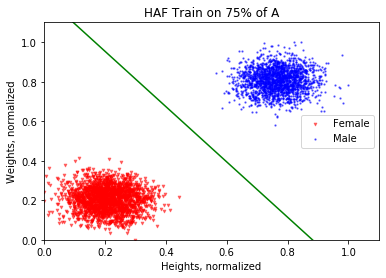 HAF Train on 75% of A
Weights, normalized
1.0
0.8
0.6
0.4
0.2
0.0
Female
Male
0.0 0.2 0.4 0.6 0.8 1.0
Heights, normalized